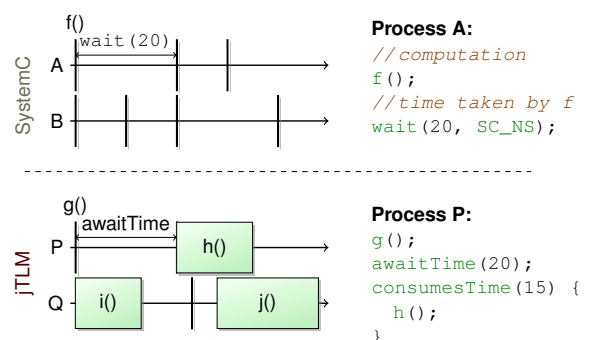 f()
wait(20)
A
B
SystemC
Process A:
//computation
f();
//time taken by f
wait(20, SC_NS);
g()
awaitTime
P
h()
Q
i()
j()
jTLM
Process P:
g();
awaitTime(20);
consumesTime(15) {
h();
}